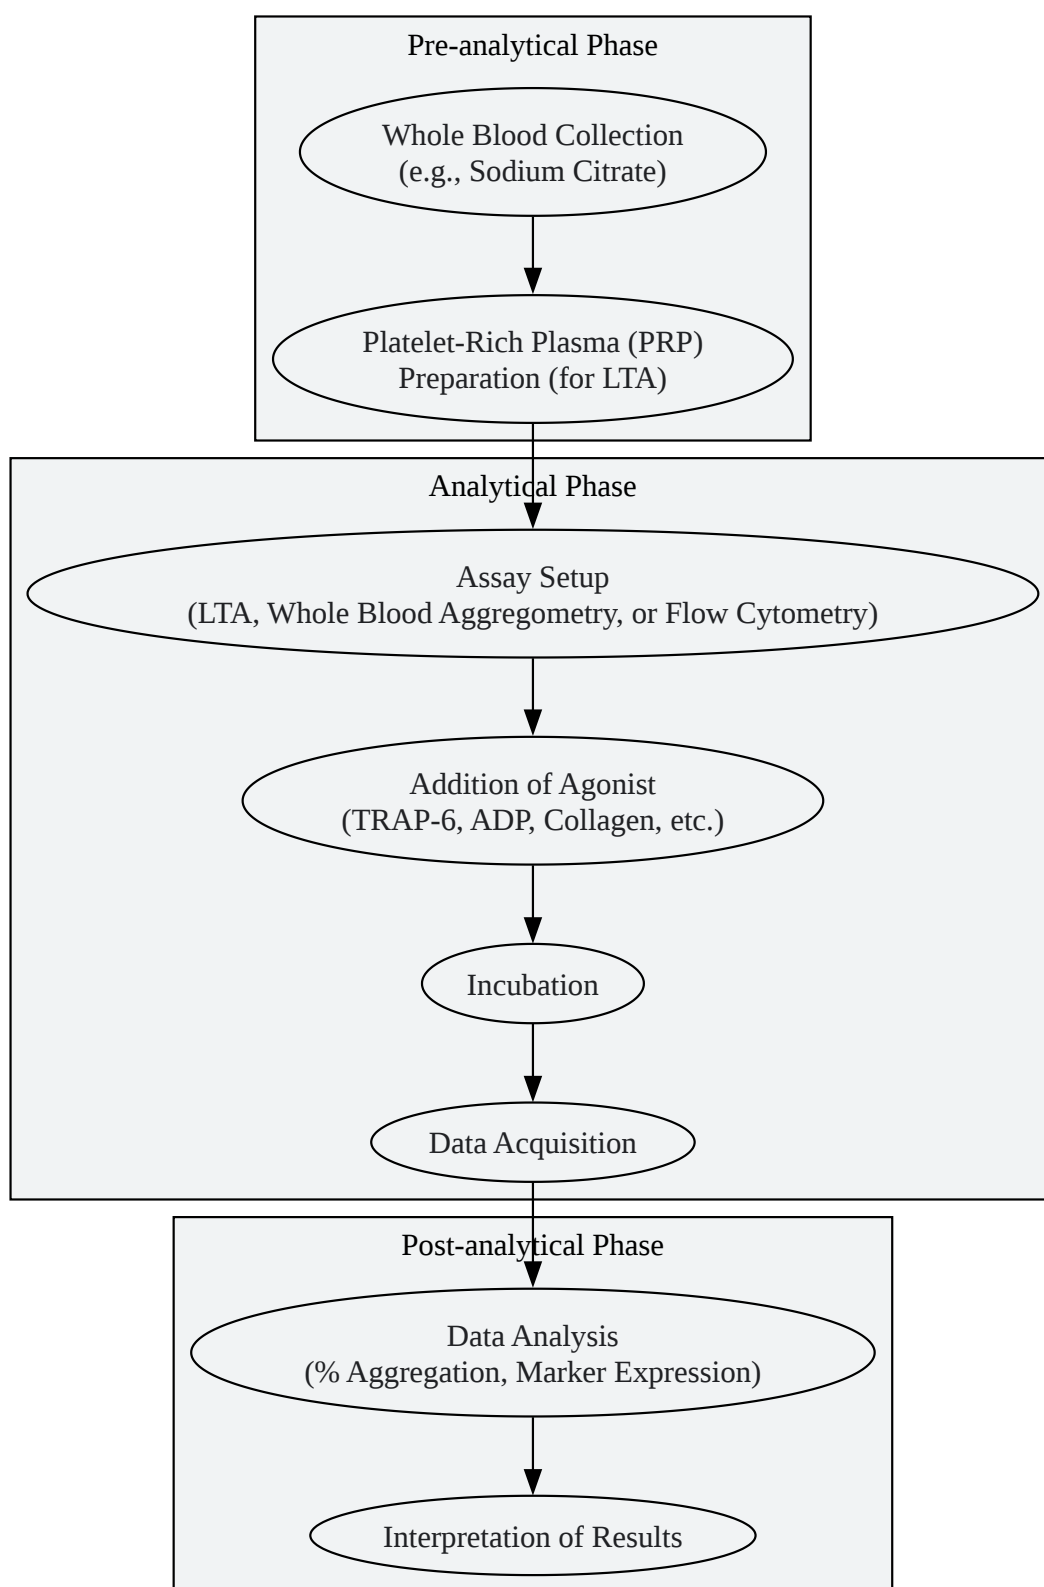 Pre-analytical Phase
Whole Blood Collection
(e.g., Sodium Citrate)
Platelet-Rich Plasma (PRP)
Preparation (for LTA)
Analytical Phase
Assay Setup
(LTA, Whole Blood Aggregometry, or Flow Cytometry)
Addition of Agonist
(TRAP-6, ADP, Collagen, etc.)
Incubation
Data Acquisition
Post-analytical Phase
Data Analysis
(% Aggregation, Marker Expression)
Interpretation of Results